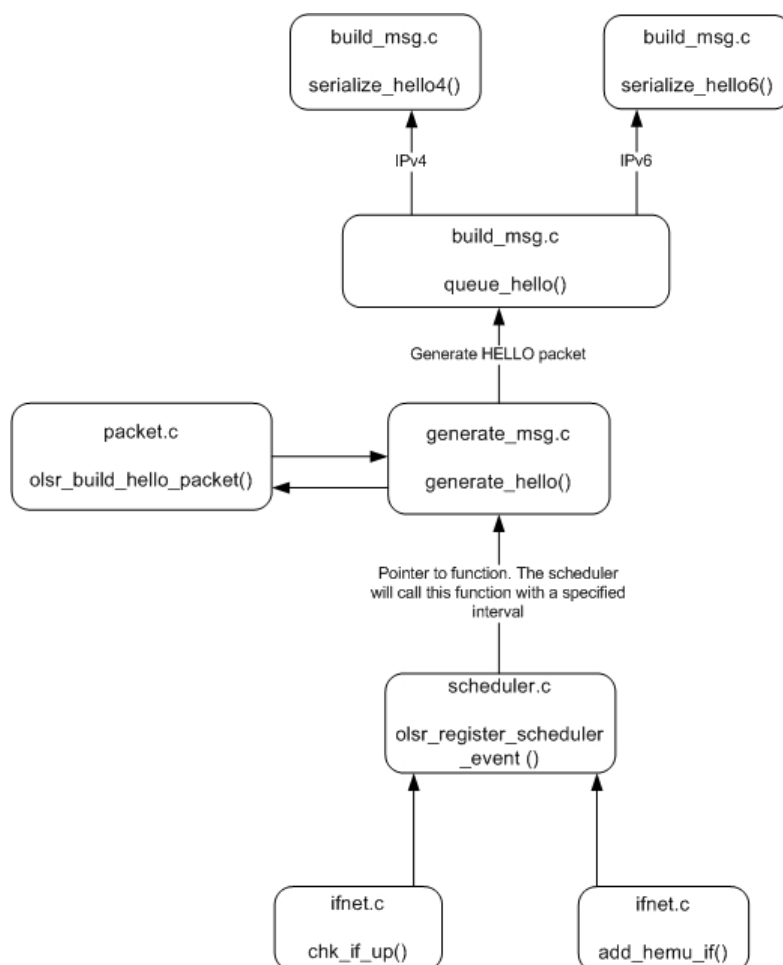 build_msg.c
serialize_hello4()
build_msg.c
serialize_hello6()
IPv4
IPv6
build_msg.c
queue_hello()
Generate HELLO packet
packet.c
olsr_build_hello_packet()
generate_msg.c
generate_hello()
Pointer to function. The scheduler
will call this function with a specified
interval
scheduler.c
olsr_register_scheduler
_event ()
ifnet.c
chk_if_up()
ifnet.c
add_hemu_if()